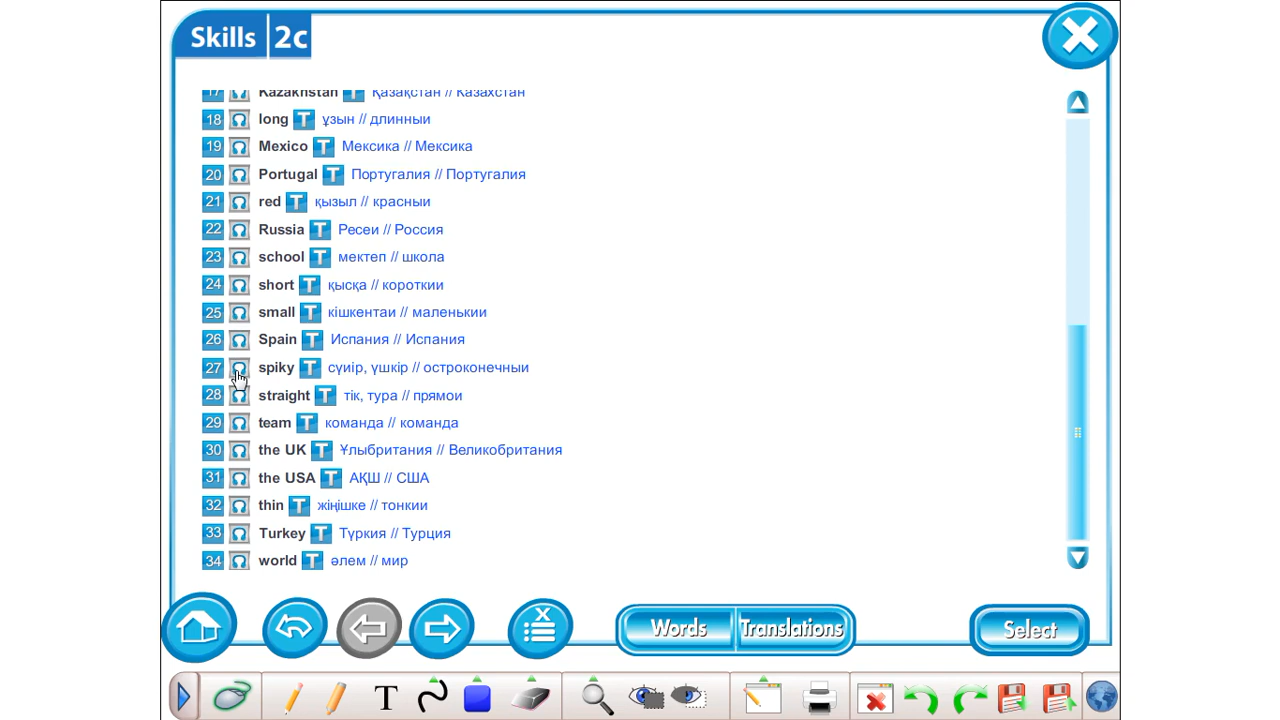 Skills 2c
17 Kazakhstan T Қазақстан // Казахстан
18 long T ұзын // длинныи
19 Mexico T Мексика // Мексика
20 Portugal T Португалия // Португалия
21 red T қызыл // красныи
22 Russia T Ресеи // Россия
23 school T мектеп // школа
24 short T қысқа // короткии
25 small T кішкентаи // маленькии
26 Spain T Испания // Испания
27 spiky T сүиір, үшкір // остроконечныи
28 straight T тік, тура // прямои
29 team T команда // команда
30 the UK T Ұлыбритания // Великобритания
31 the USA T АҚШ // США
32 thin T жіңішке // тонкии
33 Turkey T Түркия // Турция
34 world T әлем // мир
Words Translations Select
T